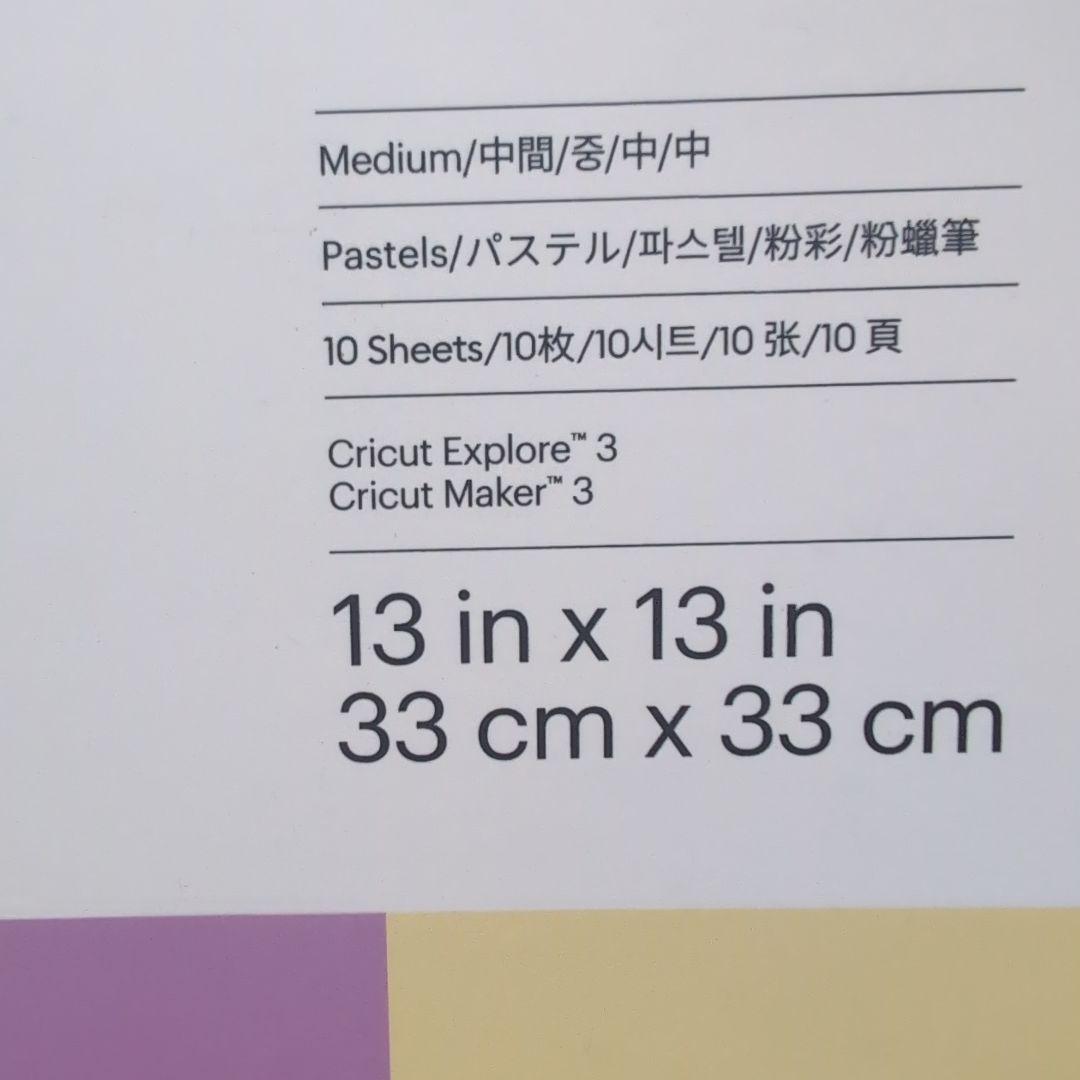 Medium/中間/중/中/中
Pastels/パステル/파스텔/粉彩/粉蠟筆
10 Sheets/10枚/10시트/10 张/10 頁
Cricut Explore™ 3
Cricut Maker™ 3
13 in x 13 in
33 cm x 33 cm